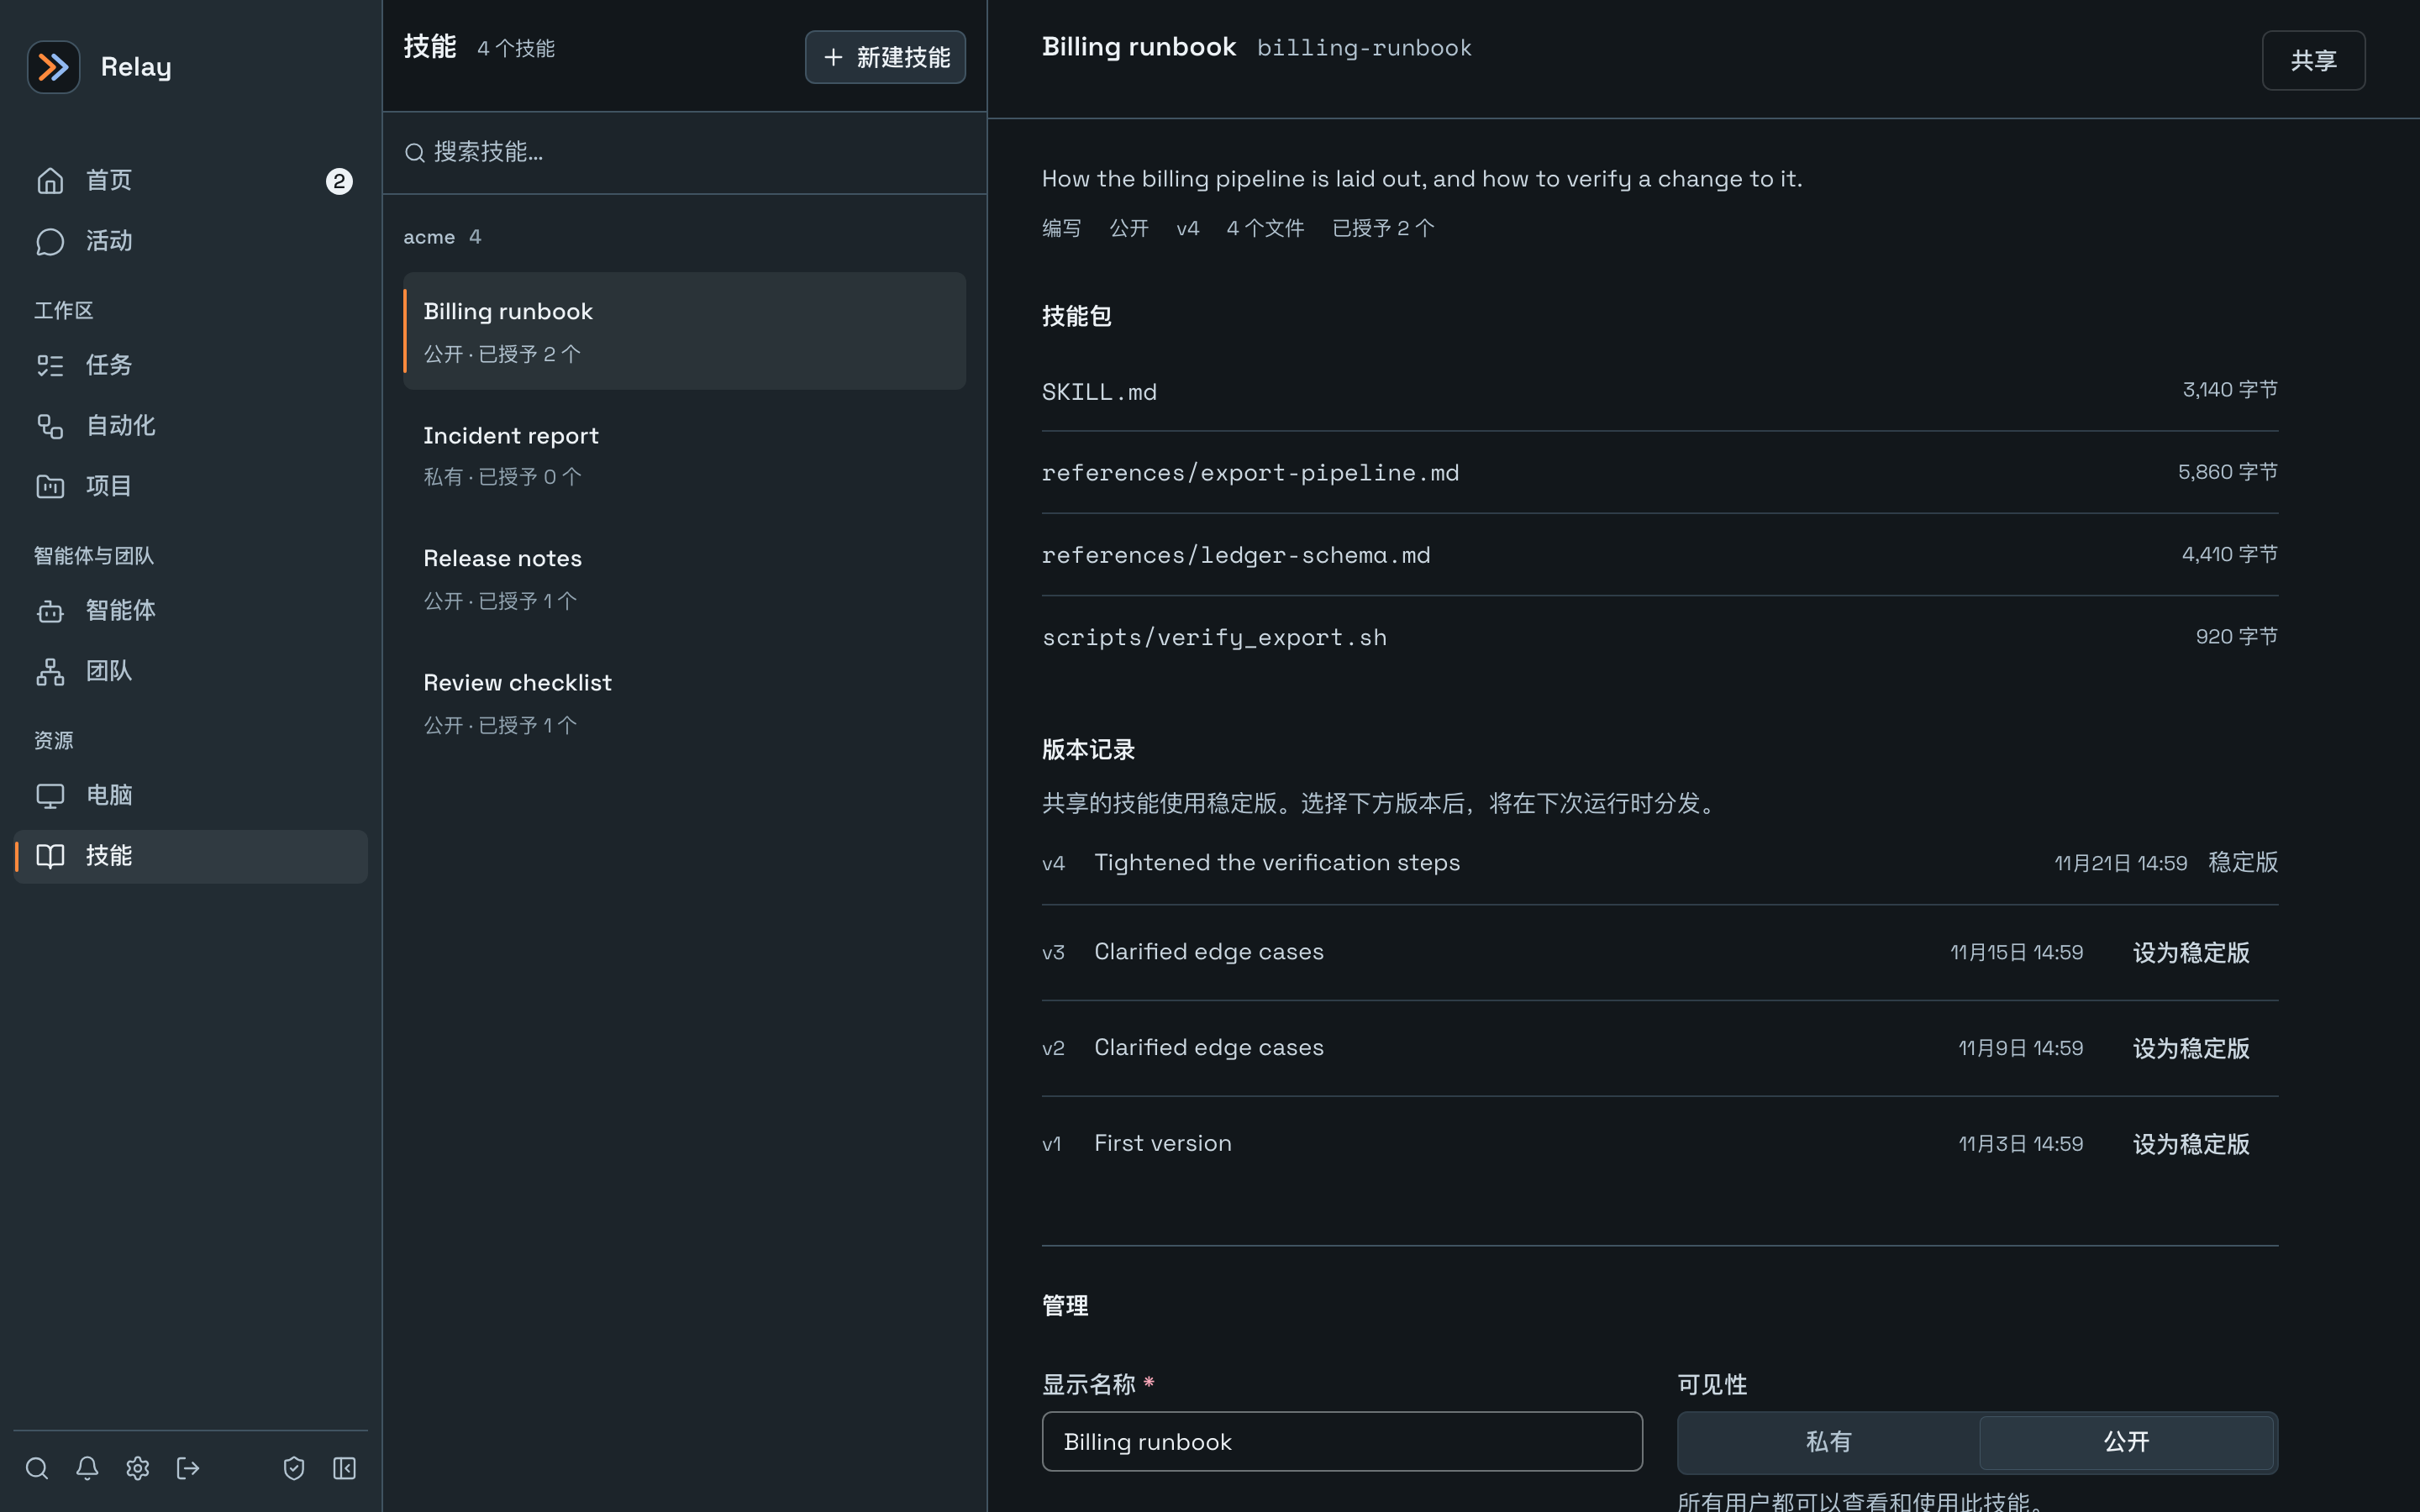 Relay
首页 2
活动
工作区
任务
自动化
项目
智能体与团队
智能体
团队
资源
电脑
技能
技能 4 个技能
新建技能
搜索技能...
acme 4
Billing runbook
公开 · 已授予 2 个
Incident report
私有 · 已授予 0 个
Release notes
公开 · 已授予 1 个
Review checklist
公开 · 已授予 1 个
Billing runbook billing-runbook
共享
How the billing pipeline is laid out, and how to verify a change to it.
编写 公开 v4 4 个文件 已授予 2 个
技能包
SKILL.md 3,140 字节
references/export-pipeline.md 5,860 字节
references/ledger-schema.md 4,410 字节
scripts/verify_export.sh 920 字节
版本记录
共享的技能使用稳定版。选择下方版本后，将在下次运行时分发。
v4 Tightened the verification steps 11月21日 14:59 稳定版
v3 Clarified edge cases 11月15日 14:59 设为稳定版
v2 Clarified edge cases 11月9日 14:59 设为稳定版
v1 First version 11月3日 14:59 设为稳定版
管理
显示名称 *
Billing runbook
可见性
私有 公开
所有用户都可以查看和使用此技能。